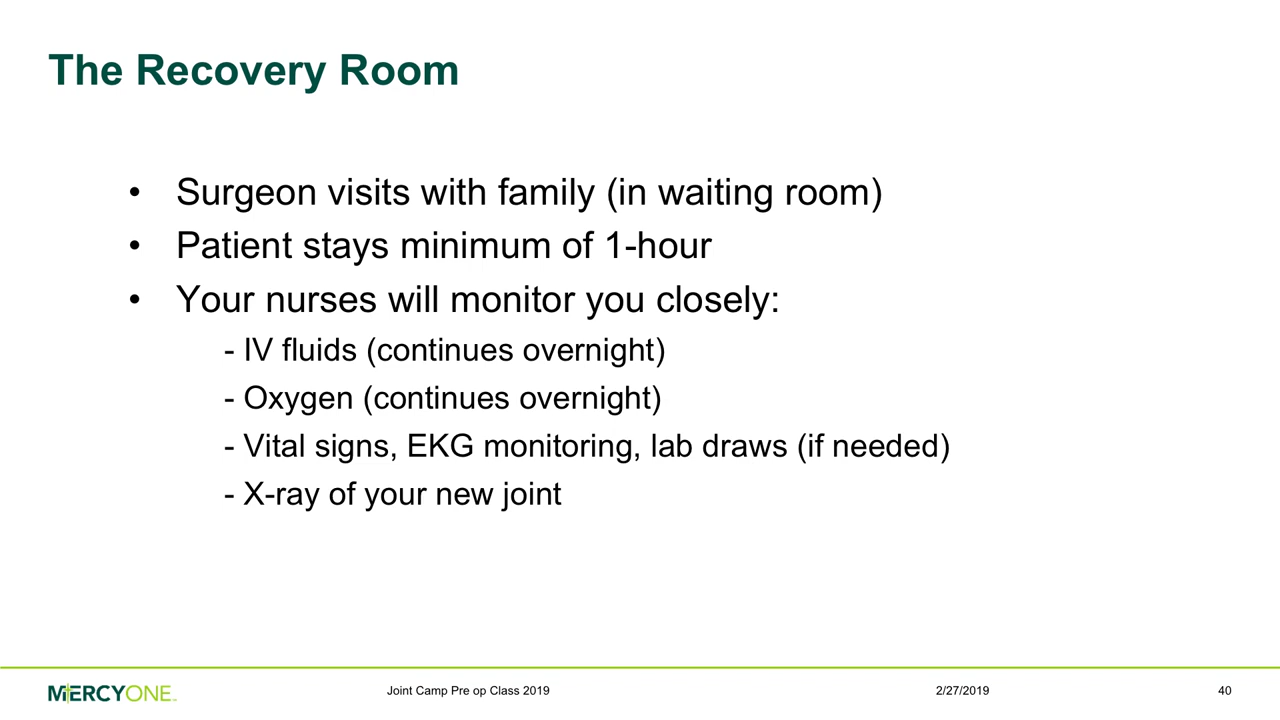 The Recovery Room
• Surgeon visits with family (in waiting room)
• Patient stays minimum of 1-hour
• Your nurses will monitor you closely:
- IV fluids (continues overnight)
- Oxygen (continues overnight)
- Vital signs, EKG monitoring, lab draws (if needed)
- X-ray of your new joint
MERCYONE™ Joint Camp Pre op Class 2019 2/27/2019 40